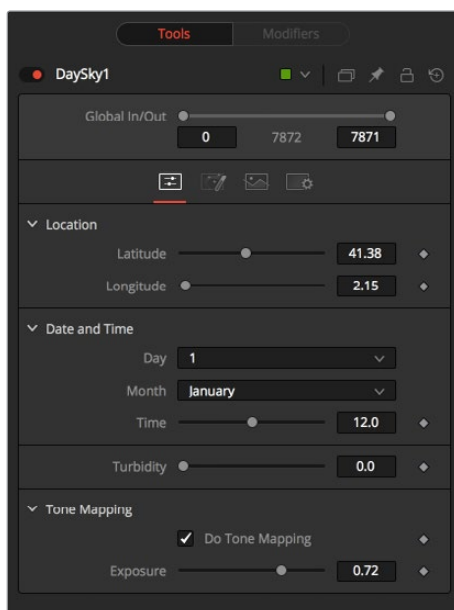 Tools Modifiers
DaySky1
Global In/Out
0 7872 7871
Location
Latitude 41.38
Longitude 2.15
Date and Time
Day 1
Month January
Time 12.0
Turbidity 0.0
Tone Mapping
Do Tone Mapping
Exposure 0.72